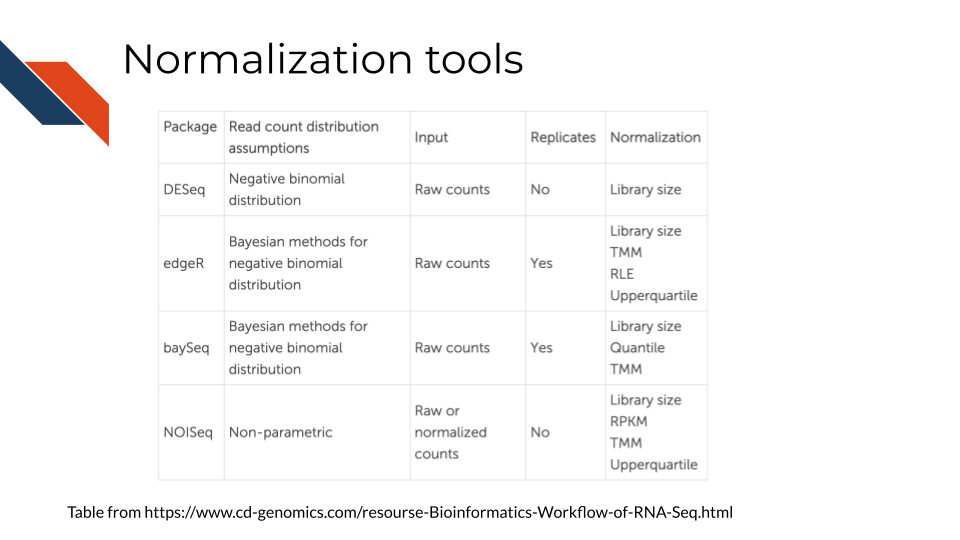 Normalization tools
Package
Read count distribution
assumptions
Input
Replicates
Normalization
DESeq
Negative binomial
distribution
Raw counts
No
Library size
edgeR
Bayesian methods for
negative binomial
distribution
Raw counts
Yes
Library size
TMM
RLE
Upperquartile
baySeq
Bayesian methods for
negative binomial
distribution
Raw counts
Yes
Library size
Quantile
TMM
NOISeq
Non-parametric
Raw or
normalized
counts
No
Library size
RPKM
TMM
Upperquartile
Table from https://www.cd-genomics.com/resourse-Bioinformatics-Workflow-of-RNA-Seq.html